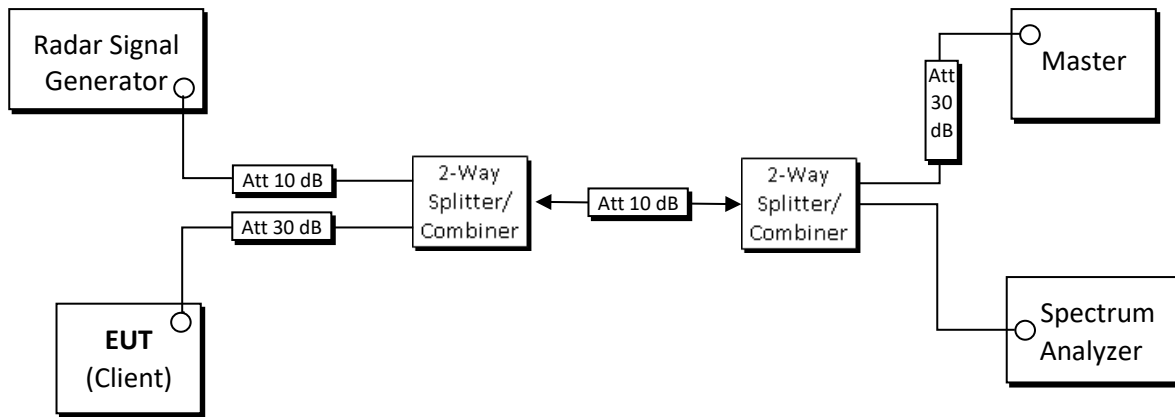 Radar Signal
Generator
Att 10 dB
Att 30 dB
EUT
(Client)
2-Way
Splitter/
Combiner
Att 10 dB
2-Way
Splitter/
Combiner
Att
30
dB
Master
Spectrum
Analyzer